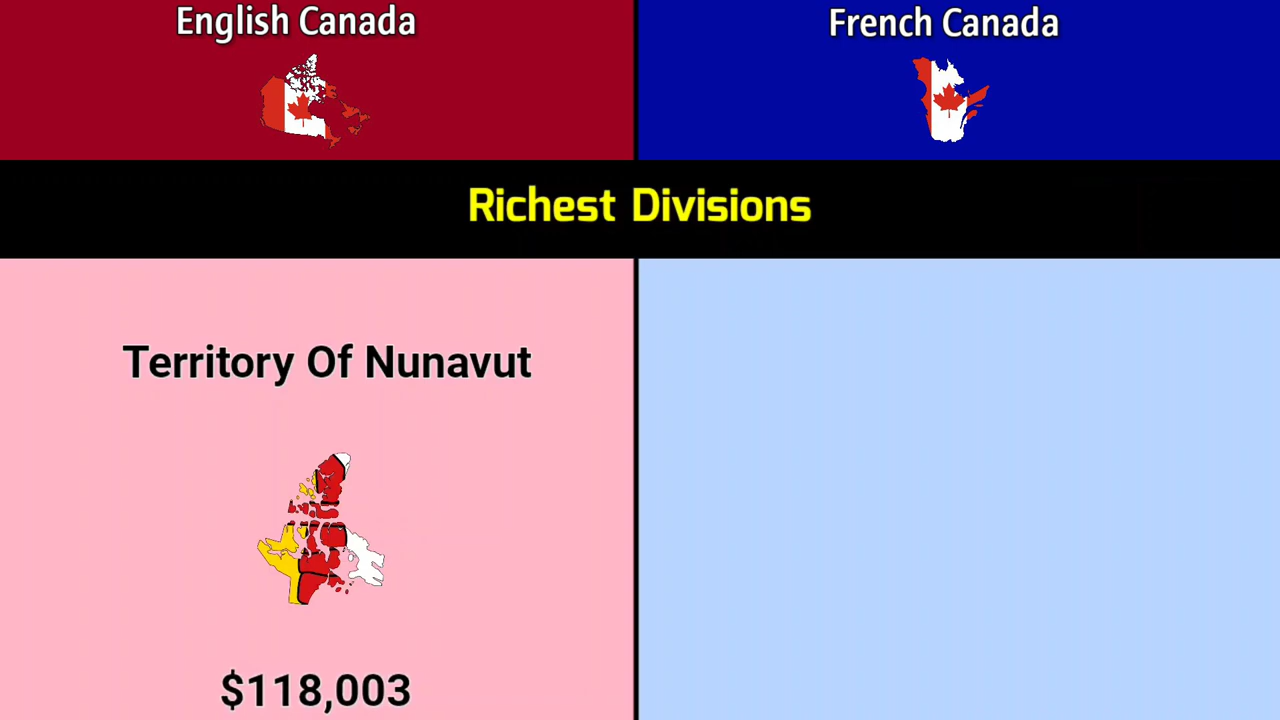 English Canada
French Canada
Richest Divisions
Territory Of Nunavut
$118,003